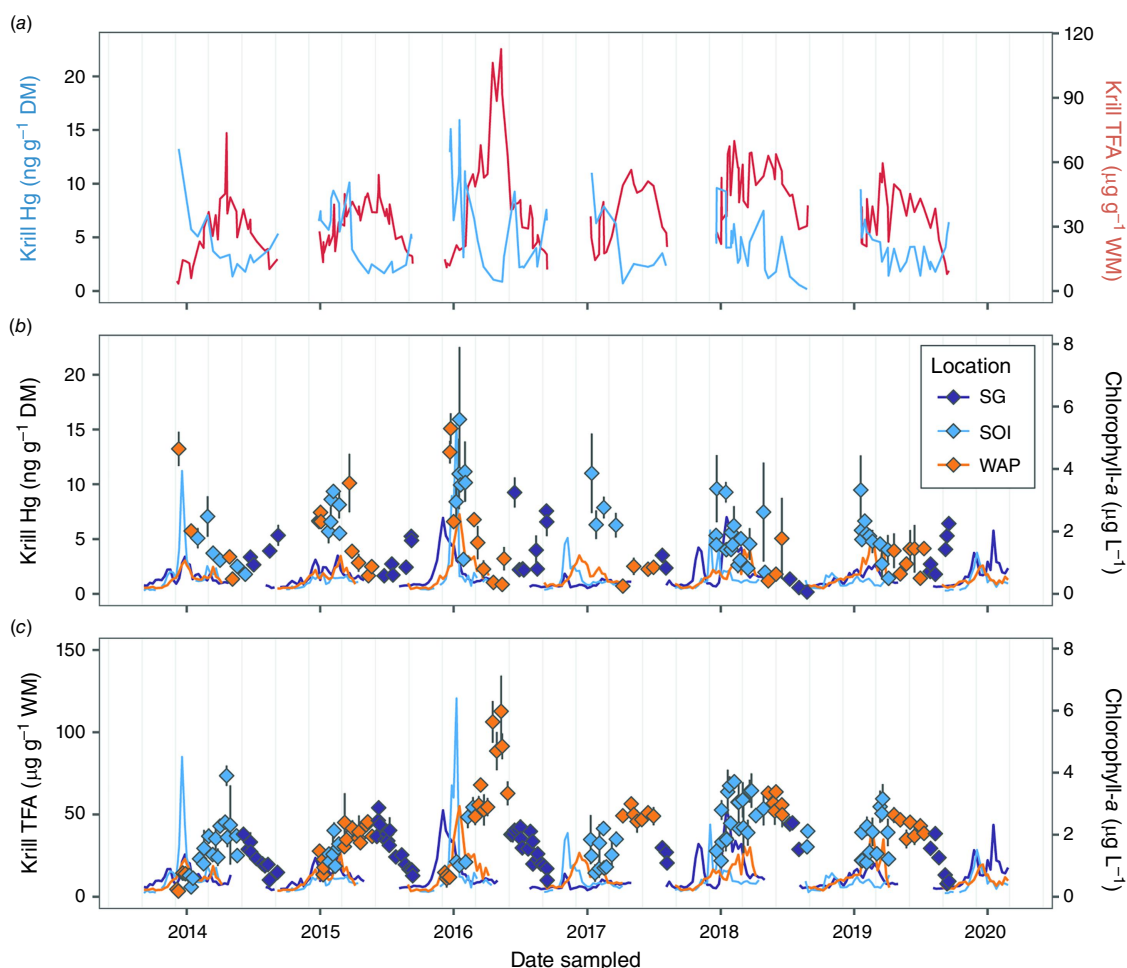 (a)
Krill Hg (ng g⁻¹ DM)
20
15
10
5
0
120
90
60
30
0
Krill TFA (μg g⁻¹ WM)
(b)
Krill Hg (ng g⁻¹ DM)
20
15
10
5
0
Location
SG
SOI
WAP
8
6
4
2
0
Chlorophyll-a (μg L⁻¹)
(c)
Krill TFA (μg g⁻¹ WM)
150
100
50
0
8
6
4
2
0
Chlorophyll-a (μg L⁻¹)
2014 2015 2016 2017 2018 2019 2020
Date sampled